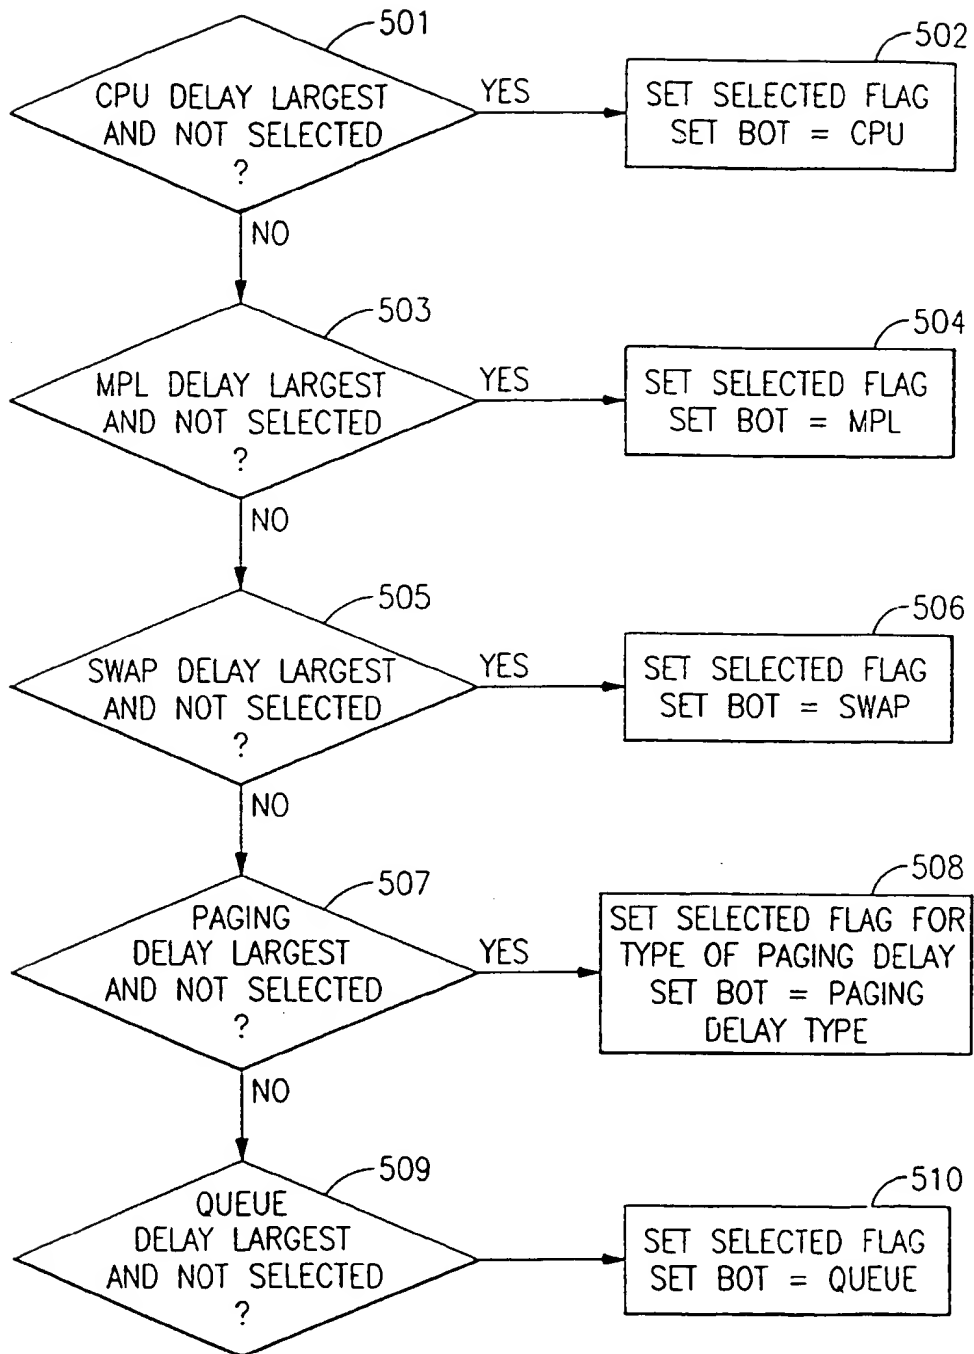 501
CPU DELAY LARGEST
AND NOT SELECTED
?
YES
502
SET SELECTED FLAG
SET BOT = CPU
NO
503
MPL DELAY LARGEST
AND NOT SELECTED
?
YES
504
SET SELECTED FLAG
SET BOT = MPL
NO
505
SWAP DELAY LARGEST
AND NOT SELECTED
?
YES
506
SET SELECTED FLAG
SET BOT = SWAP
NO
507
PAGING
DELAY LARGEST
AND NOT SELECTED
?
YES
508
SET SELECTED FLAG FOR
TYPE OF PAGING DELAY
SET BOT = PAGING
DELAY TYPE
NO
509
QUEUE
DELAY LARGEST
AND NOT SELECTED
?
510
SET SELECTED FLAG
SET BOT = QUEUE